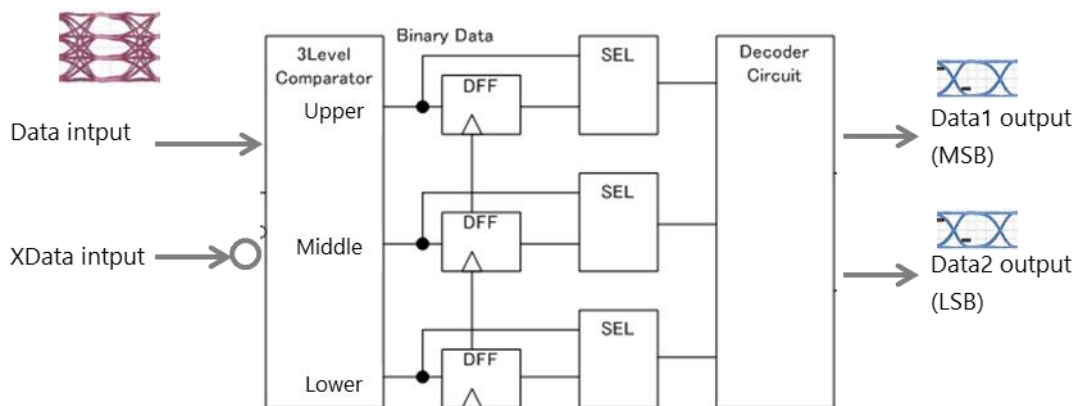 Data intput
XData intput
3Level
Comparator
Upper
Middle
Lower
Binary Data
DFF
DFF
DFF
SEL
SEL
SEL
Decoder
Circuit
Data1 output
(MSB)
Data2 output
(LSB)